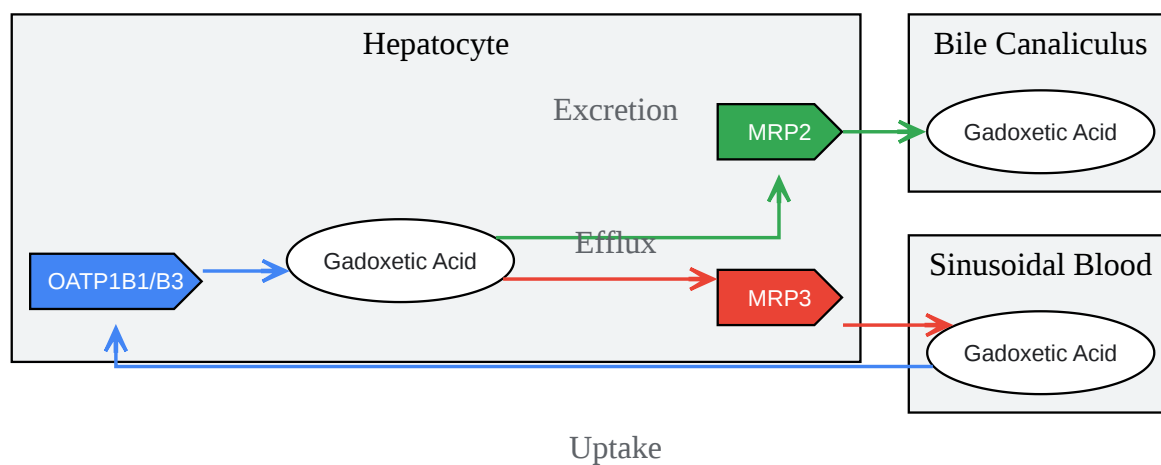 Hepatocyte
Bile Canaliculus
Excretion
MRP2
Gadoxetic Acid
Efflux
Gadoxetic Acid
OATP1B1/B3
MRP3
Sinusoidal Blood
Gadoxetic Acid
Uptake